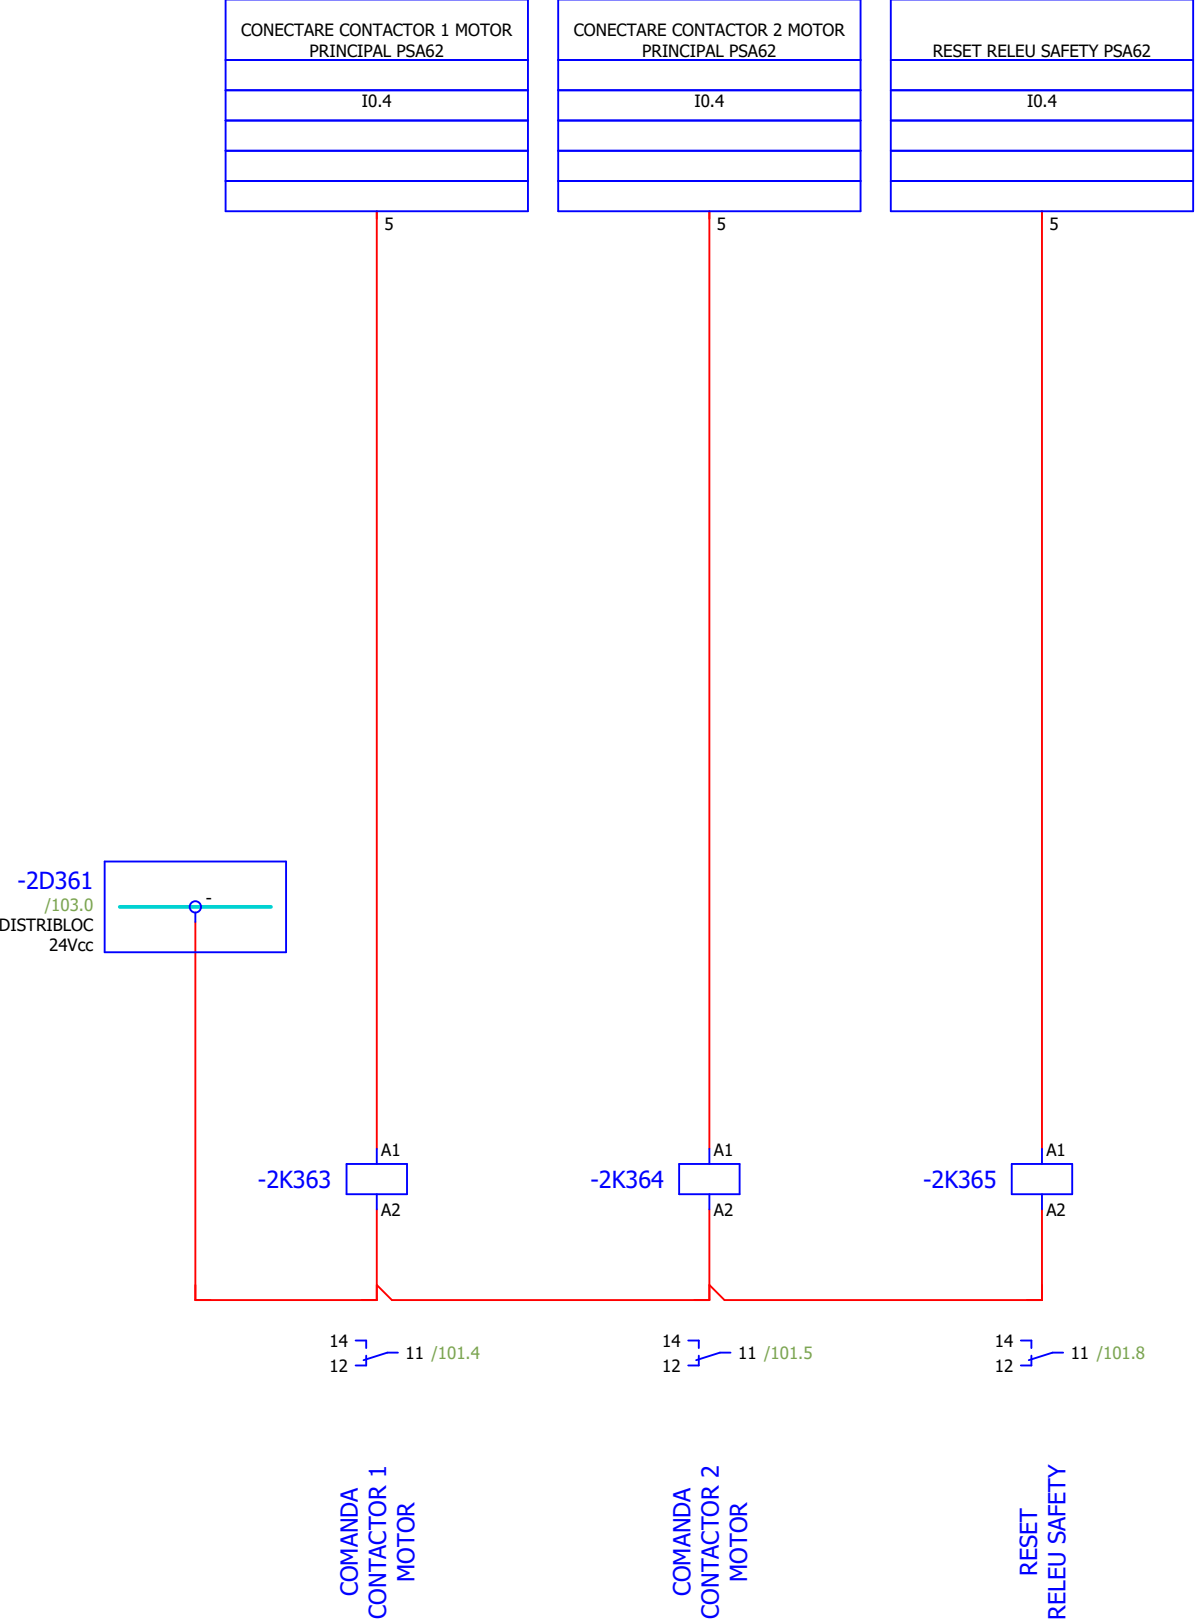 CONECTARE CONTACTOR 1 MOTOR
PRINCIPAL PSA62
I0.4
5
CONECTARE CONTACTOR 2 MOTOR
PRINCIPAL PSA62
I0.4
5
RESET RELEU SAFETY PSA62
I0.4
5
-2D361
/103.0
DISTRIBLOC
24Vcc
-
-2K363
A1
A2
-2K364
A1
A2
-2K365
A1
A2
14
12
11 /101.4
14
12
11 /101.5
14
12
11 /101.8
COMANDA
CONTACTOR 1
MOTOR
COMANDA
CONTACTOR 2
MOTOR
RESET
RELEU SAFETY